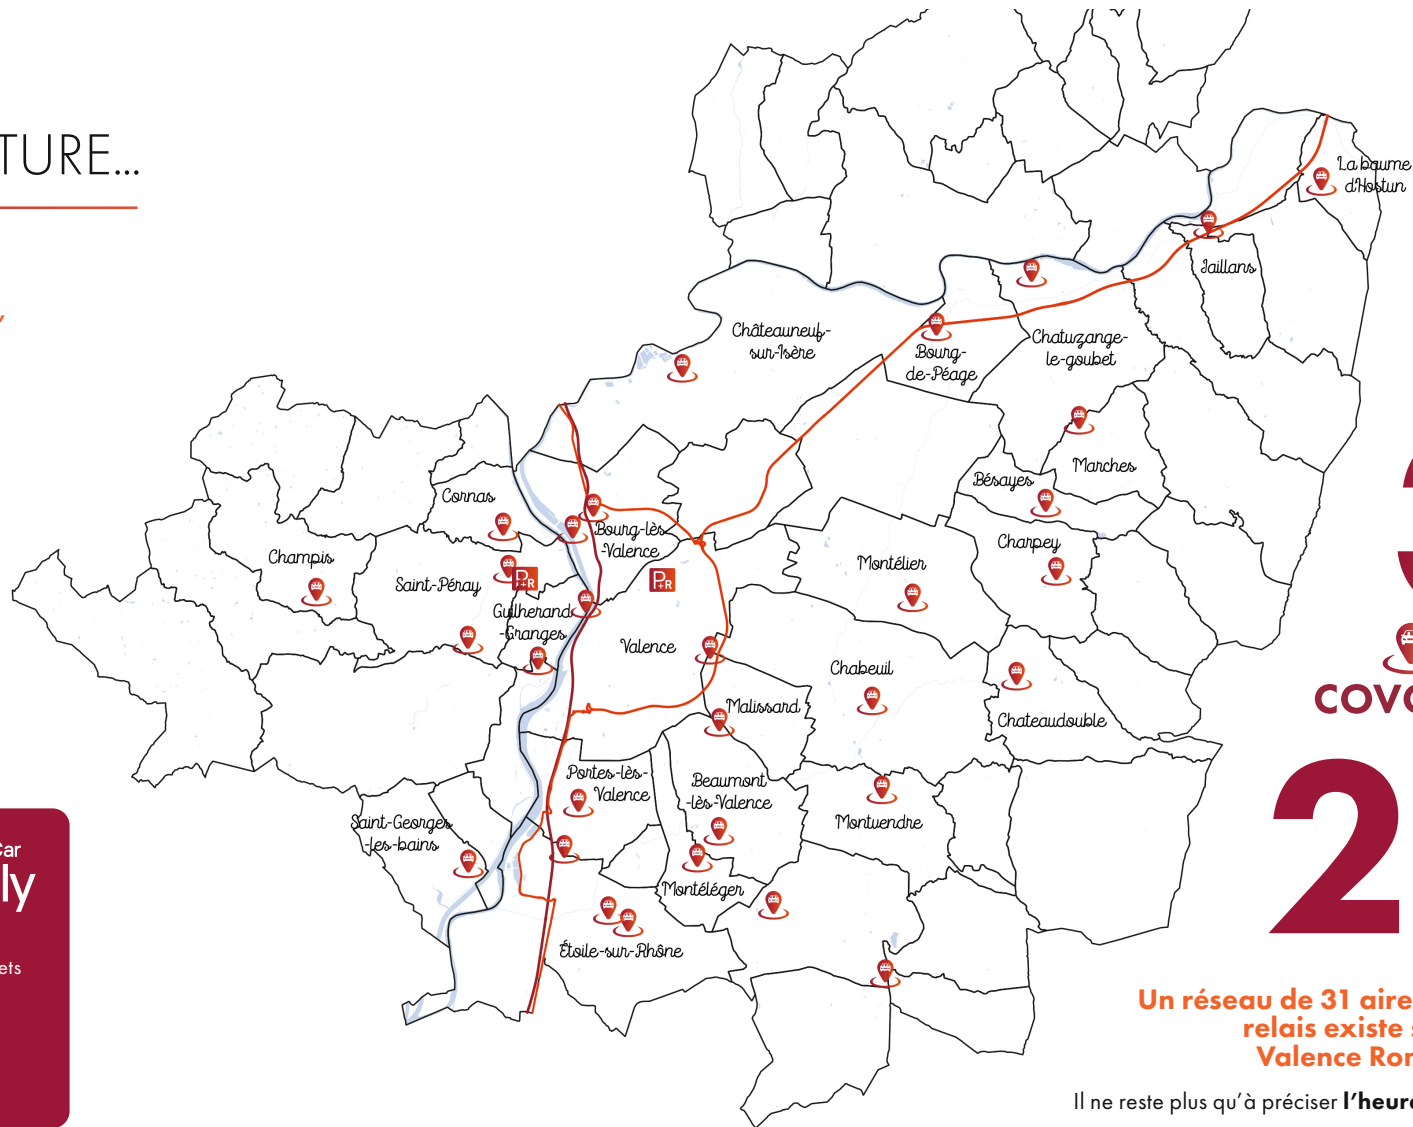 TURE...
La baume
d'Hostun
Jaillans
Châteauneuf-
sur-Isère
Bourg-
de-Péage
Chatuzange-
le-goubet
Marches
Bésayes
Cornas
Bourg-lès
-Valence
Champis
Saint-Péray
P+R
P+R
Guilherand
-Granges
Valence
Montélier
Charpey
Chabeuil
Malissard
Chateaudouble
Portes-lès-
Valence
Beaumont
-lès-Valence
Montvendre
Saint-Georges
-les-bains
Montéléger
Étoile-sur-Rhône
Car
ly
ets
COVO
2
Un réseau de 31 aire
relais existe s
Valence Ror
Il ne reste plus qu'à préciser l'heure